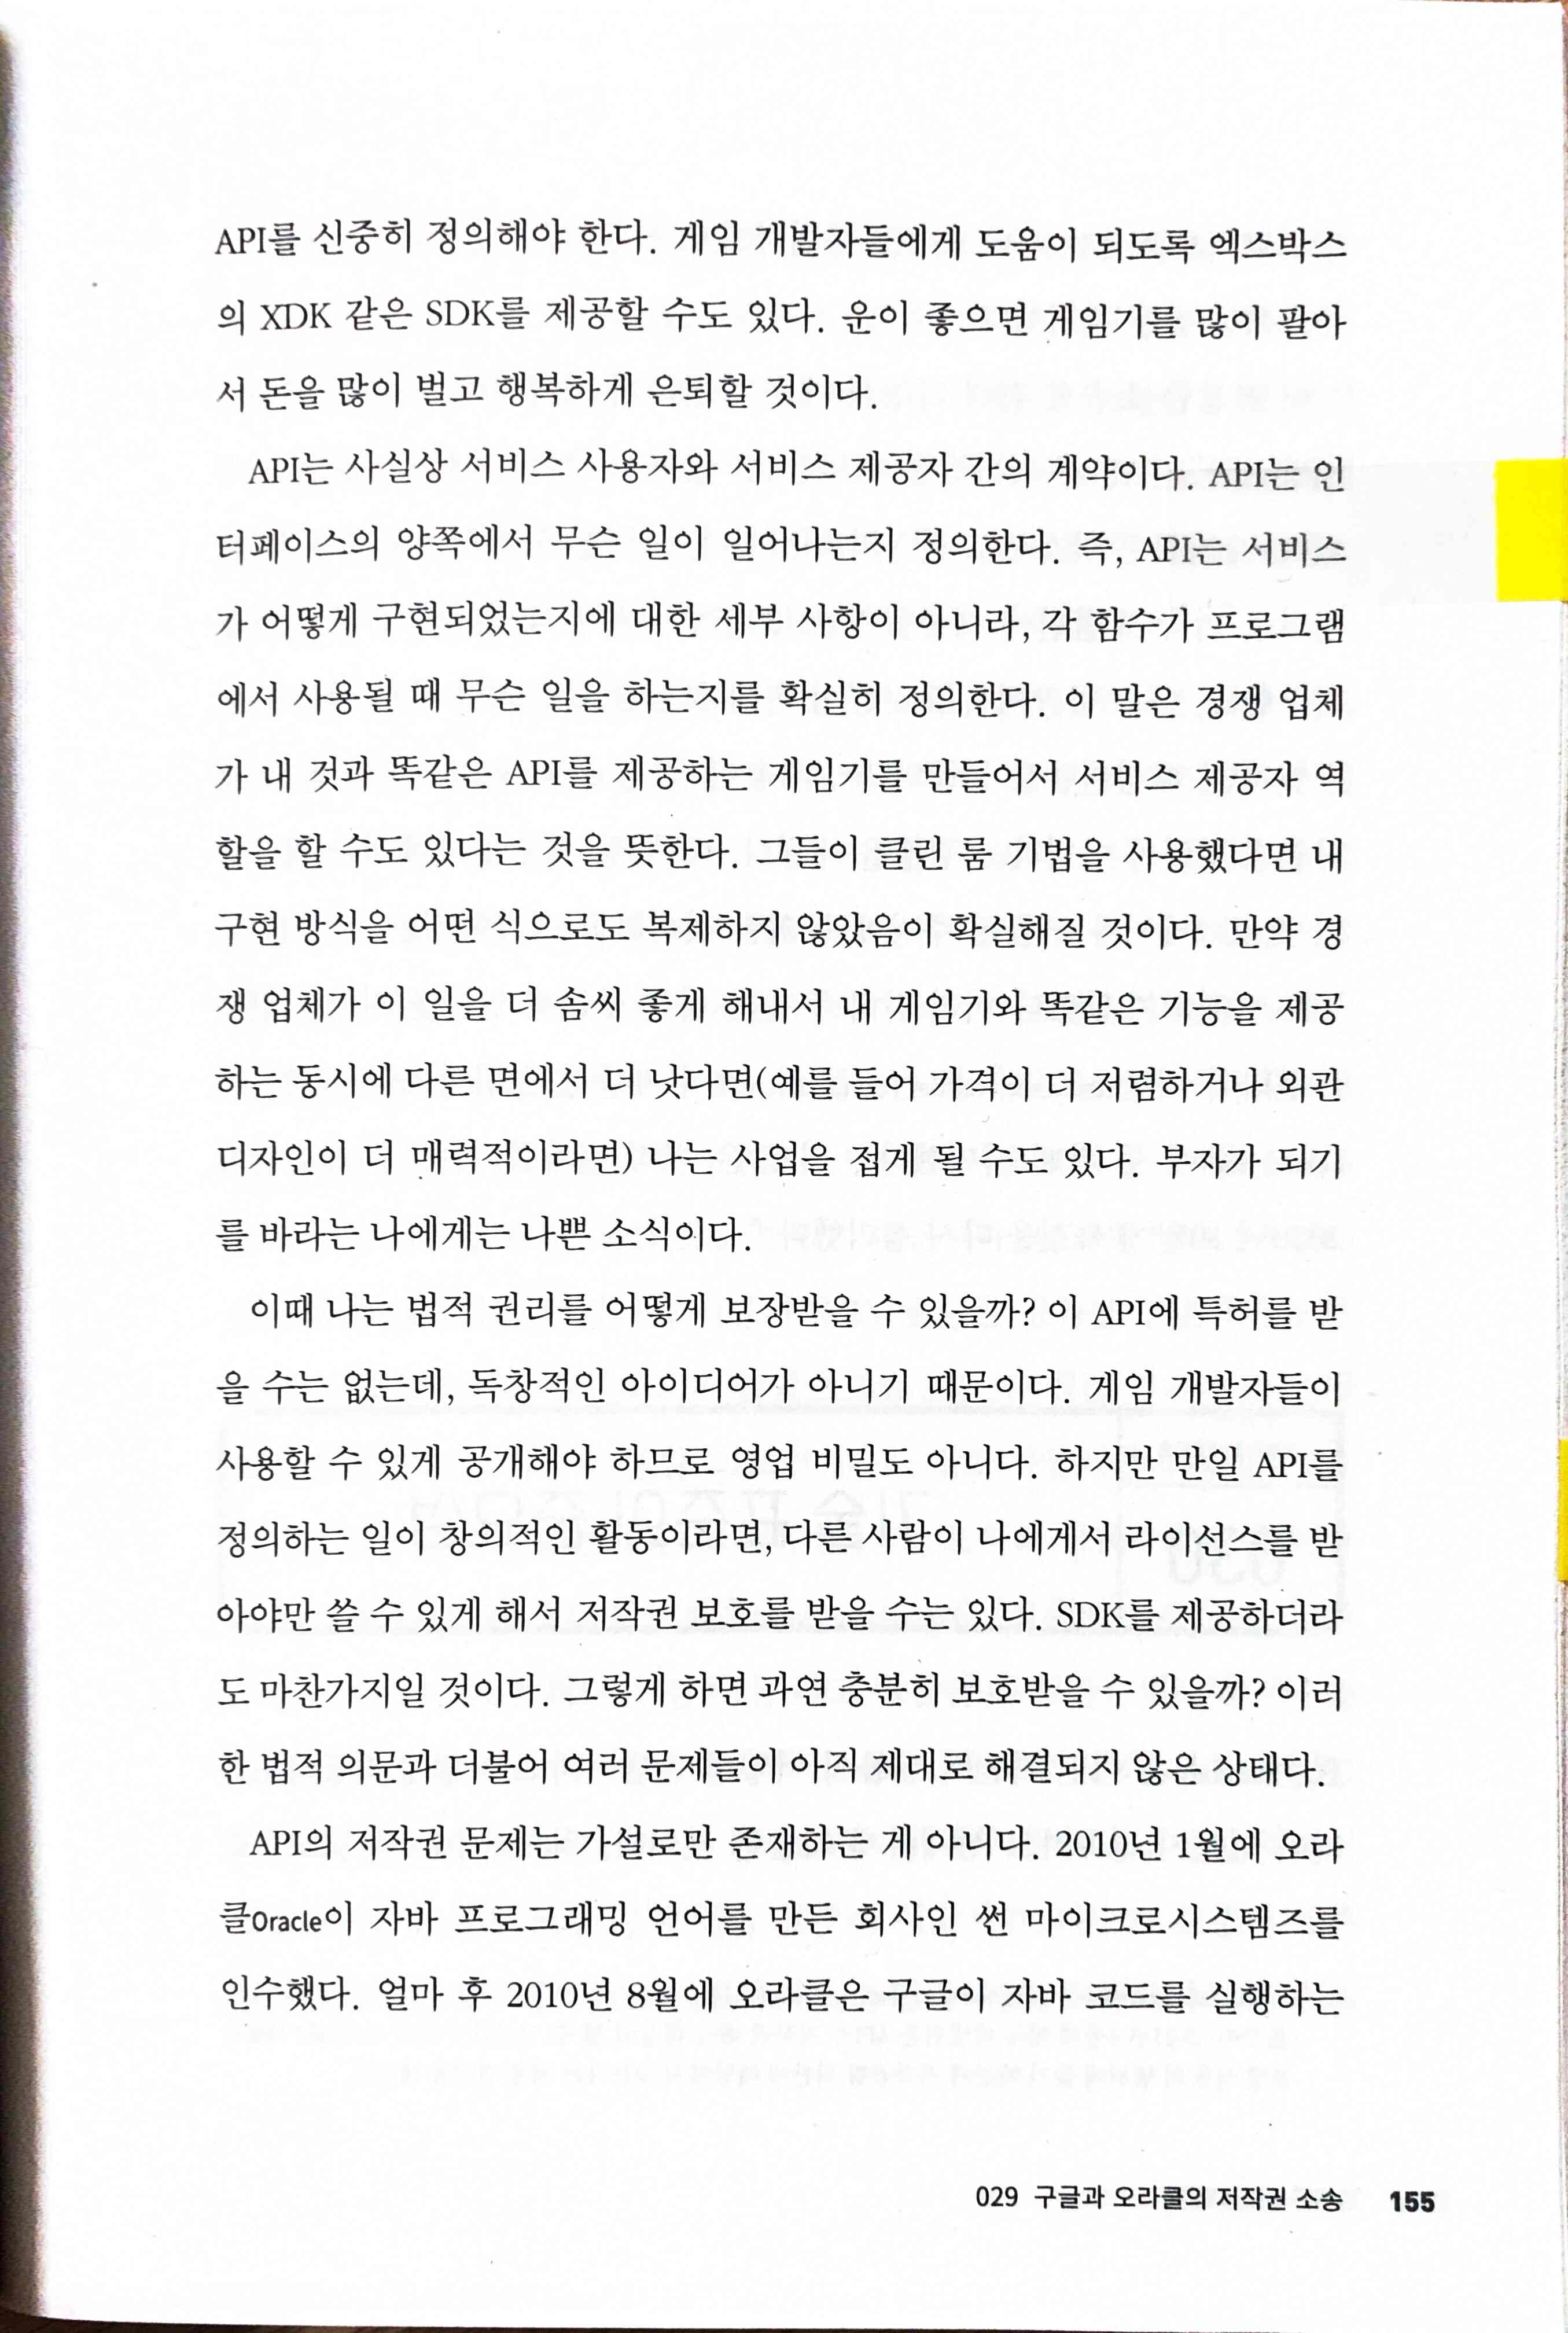 API를 신중히 정의해야 한다. 게임 개발자들에게 도움이 되도록 엑스박스
의 XDK 같은 SDK를 제공할 수도 있다. 운이 좋으면 게임기를 많이 팔아
서 돈을 많이 벌고 행복하게 은퇴할 것이다.
API는 사실상 서비스 사용자와 서비스 제공자 간의 계약이다. API는 인
터페이스의 양쪽에서 무슨 일이 일어나는지 정의한다. 즉, API는 서비스
가 어떻게 구현되었는지에 대한 세부 사항이 아니라, 각 함수가 프로그램
에서 사용될 때 무슨 일을 하는지를 확실히 정의한다. 이 말은 경쟁 업체
가 내 것과 똑같은 API를 제공하는 게임기를 만들어서 서비스 제공자 역
할을 할 수도 있다는 것을 뜻한다. 그들이 클린 룸 기법을 사용했다면 내
구현 방식을 어떤 식으로도 복제하지 않았음이 확실해질 것이다. 만약 경
쟁 업체가 이 일을 더 솜씨 좋게 해내서 내 게임기와 똑같은 기능을 제공
하는 동시에 다른 면에서 더 낫다면(예를 들어 가격이 더 저렴하거나 외관
디자인이 더 매력적이라면) 나는 사업을 접게 될 수도 있다. 부자가 되기
를 바라는 나에게는 나쁜 소식이다.
이때 나는 법적 권리를 어떻게 보장받을 수 있을까? 이 API에 특허를 받
을 수는 없는데, 독창적인 아이디어가 아니기 때문이다. 게임 개발자들이
사용할 수 있게 공개해야 하므로 영업 비밀도 아니다. 하지만 만일 API를
정의하는 일이 창의적인 활동이라면, 다른 사람이 나에게서 라이선스를 받
아야만 쓸 수 있게 해서 저작권 보호를 받을 수는 있다. SDK를 제공하더라
도 마찬가지일 것이다. 그렇게 하면 과연 충분히 보호받을 수 있을까? 이러
한 법적 의문과 더불어 여러 문제들이 아직 제대로 해결되지 않은 상태다.
API의 저작권 문제는 가설로만 존재하는 게 아니다. 2010년 1월에 오라
클Oracle이 자바 프로그래밍 언어를 만든 회사인 썬 마이크로시스템즈를
인수했다. 얼마 후 2010년 8월에 오라클은 구글이 자바 코드를 실행하는
029 구글과 오라클의 저작권 소송 155